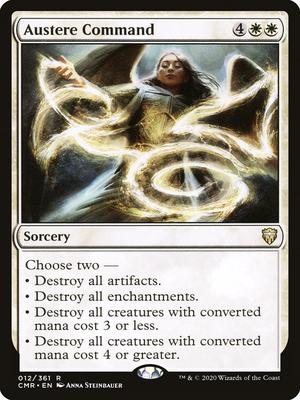 Austere Command 4
Sorcery
Choose two —
• Destroy all artifacts.
• Destroy all enchantments.
• Destroy all creatures with converted
mana cost 3 or less.
• Destroy all creatures with converted
mana cost 4 or greater.
012/361 R
CMR • EN Anna Steinbauer
™ & © 2020 Wizards of the Coast